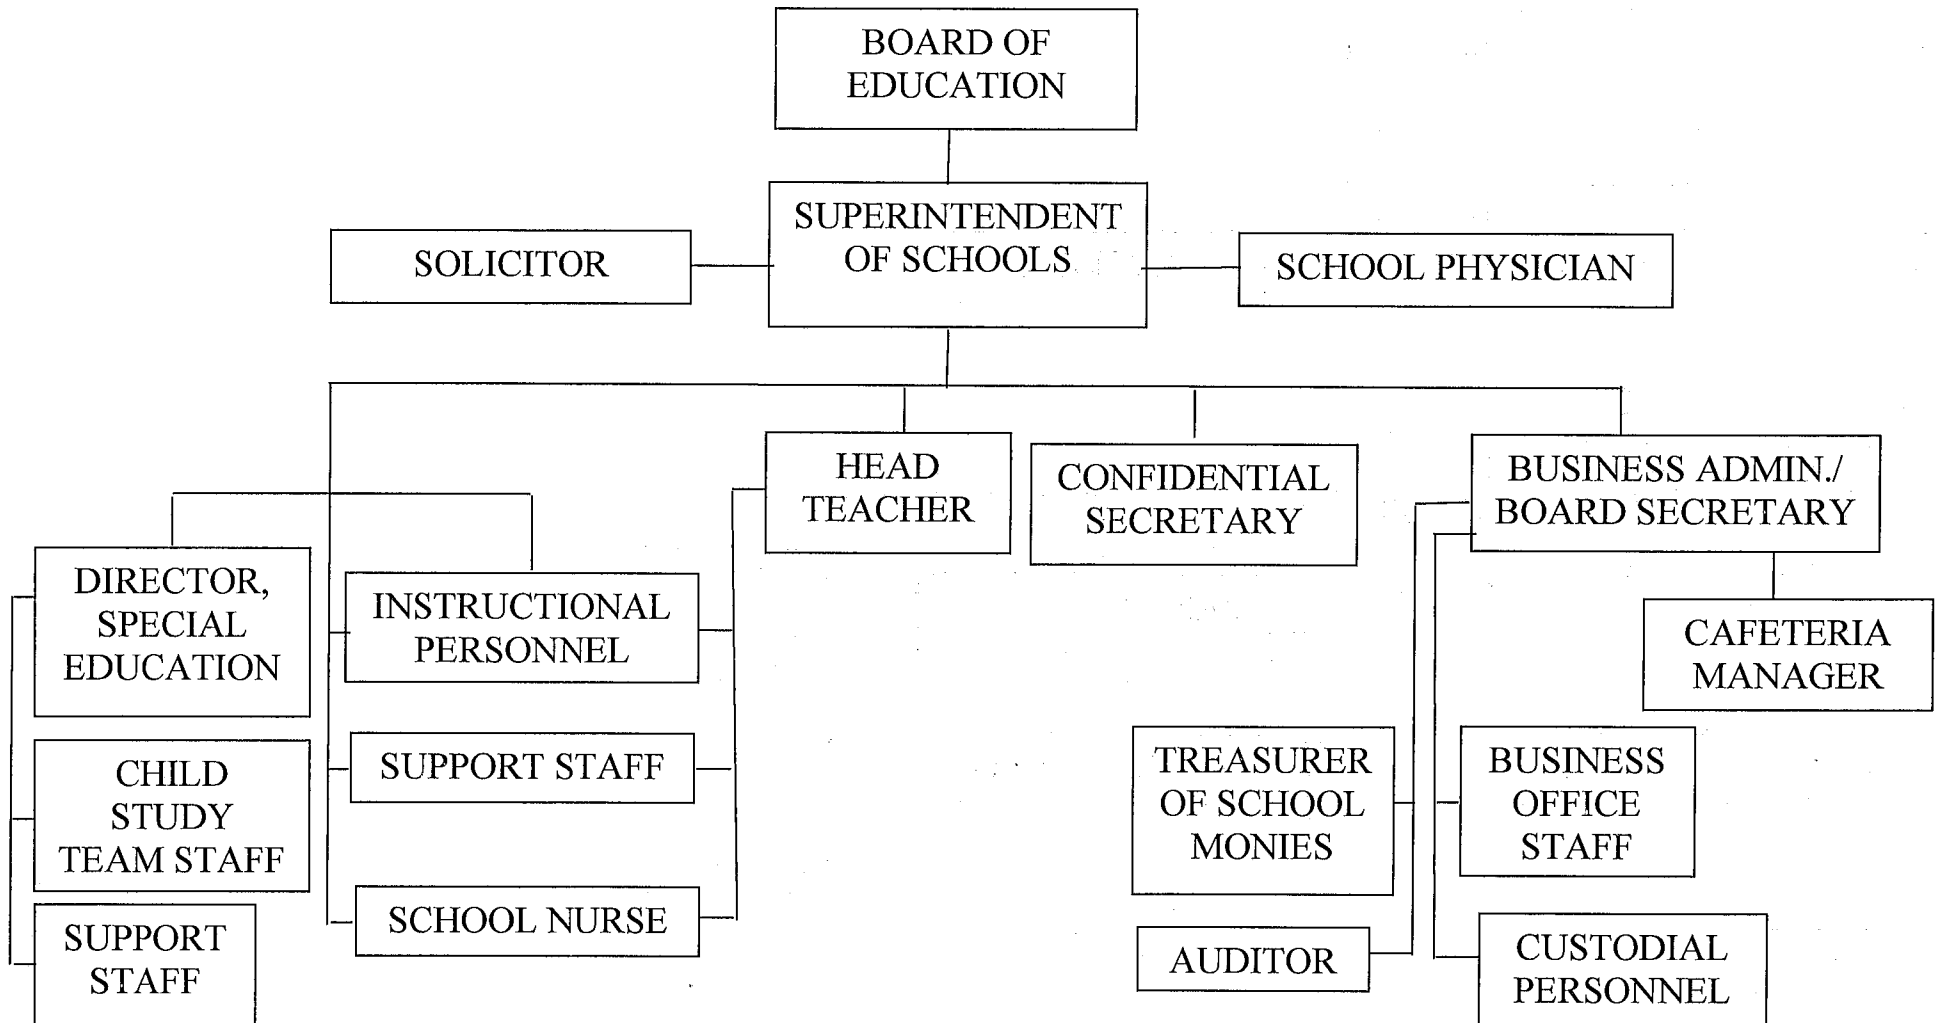 BOARD OF
EDUCATION
SUPERINTENDENT
OF SCHOOLS
SOLICITOR
SCHOOL PHYSICIAN
HEAD
TEACHER
CONFIDENTIAL
SECRETARY
BUSINESS ADMIN./
BOARD SECRETARY
DIRECTOR,
SPECIAL
EDUCATION
INSTRUCTIONAL
PERSONNEL
CAFETERIA
MANAGER
CHILD
STUDY
TEAM STAFF
SUPPORT STAFF
TREASURER
OF SCHOOL
MONIES
BUSINESS
OFFICE
STAFF
SUPPORT
STAFF
SCHOOL NURSE
AUDITOR
CUSTODIAL
PERSONNEL